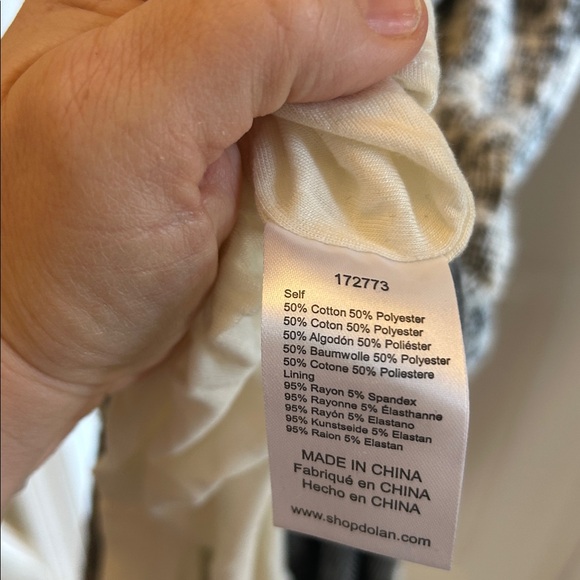 172773
Self
50% Cotton 50% Polyester
50% Coton 50% Polyester
50% Algodón 50% Poliéster
50% Baumwolle 50% Polyester
50% Cotone 50% Poliestere
Lining
95% Rayon 5% Spandex
95% Rayonne 5% Élasthanne
95% Rayón 5% Elastano
95% Kunstseide 5% Elastan
95% Raion 5% Elastan
MADE IN CHINA
Fabriqué en CHINA
Hecho en CHINA
www.shopdolan.com